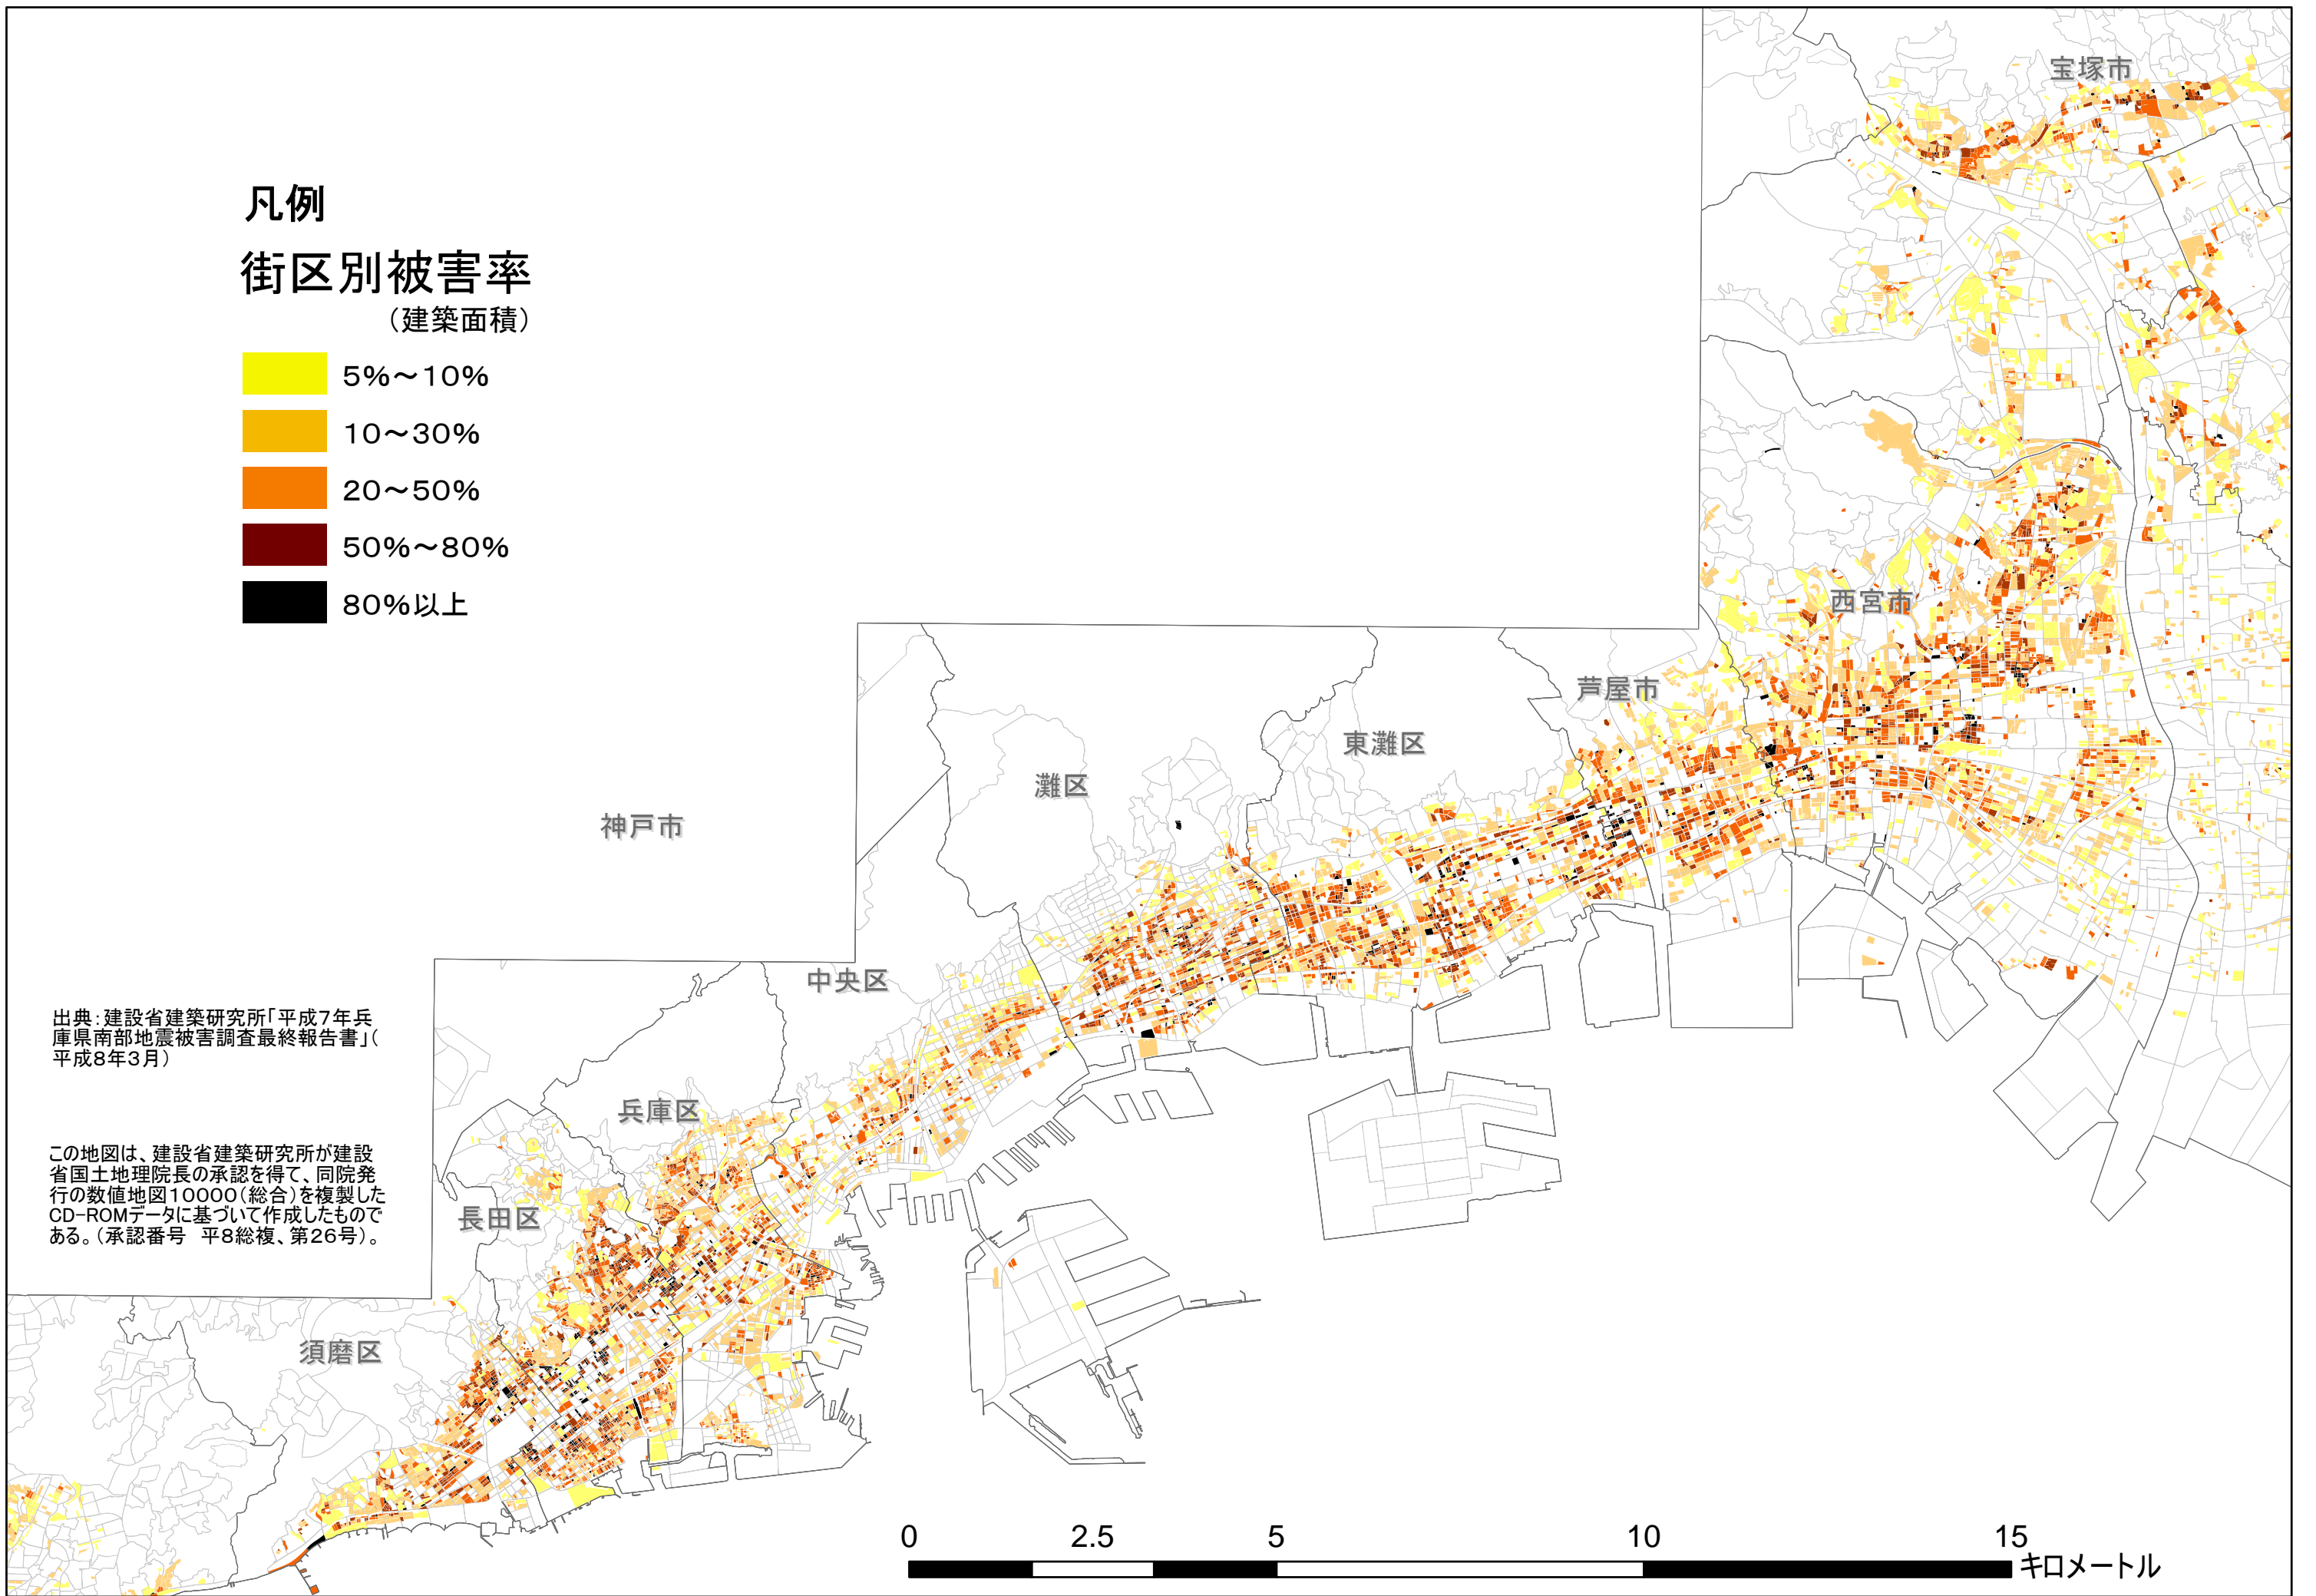 宝塚市
凡例
街区別被害率
（建築面積）
5%～10%
10～30%
20～50%
50%～80%
80%以上
西宮市
芦屋市
東灘区
灘区
神戸市
中央区
出典：建設省建築研究所「平成7年兵
庫県南部地震被害調査最終報告書」（
平成8年3月）
兵庫区
この地図は、建設省建築研究所が建設
省国土地理院長の承認を得て、同院発
行の数値地図10000（総合）を複製した
CD-ROMデータに基づいて作成したもので
ある。（承認番号　平8総複、第26号）。
長田区
須磨区
0 2.5 5 10 15
キロメートル